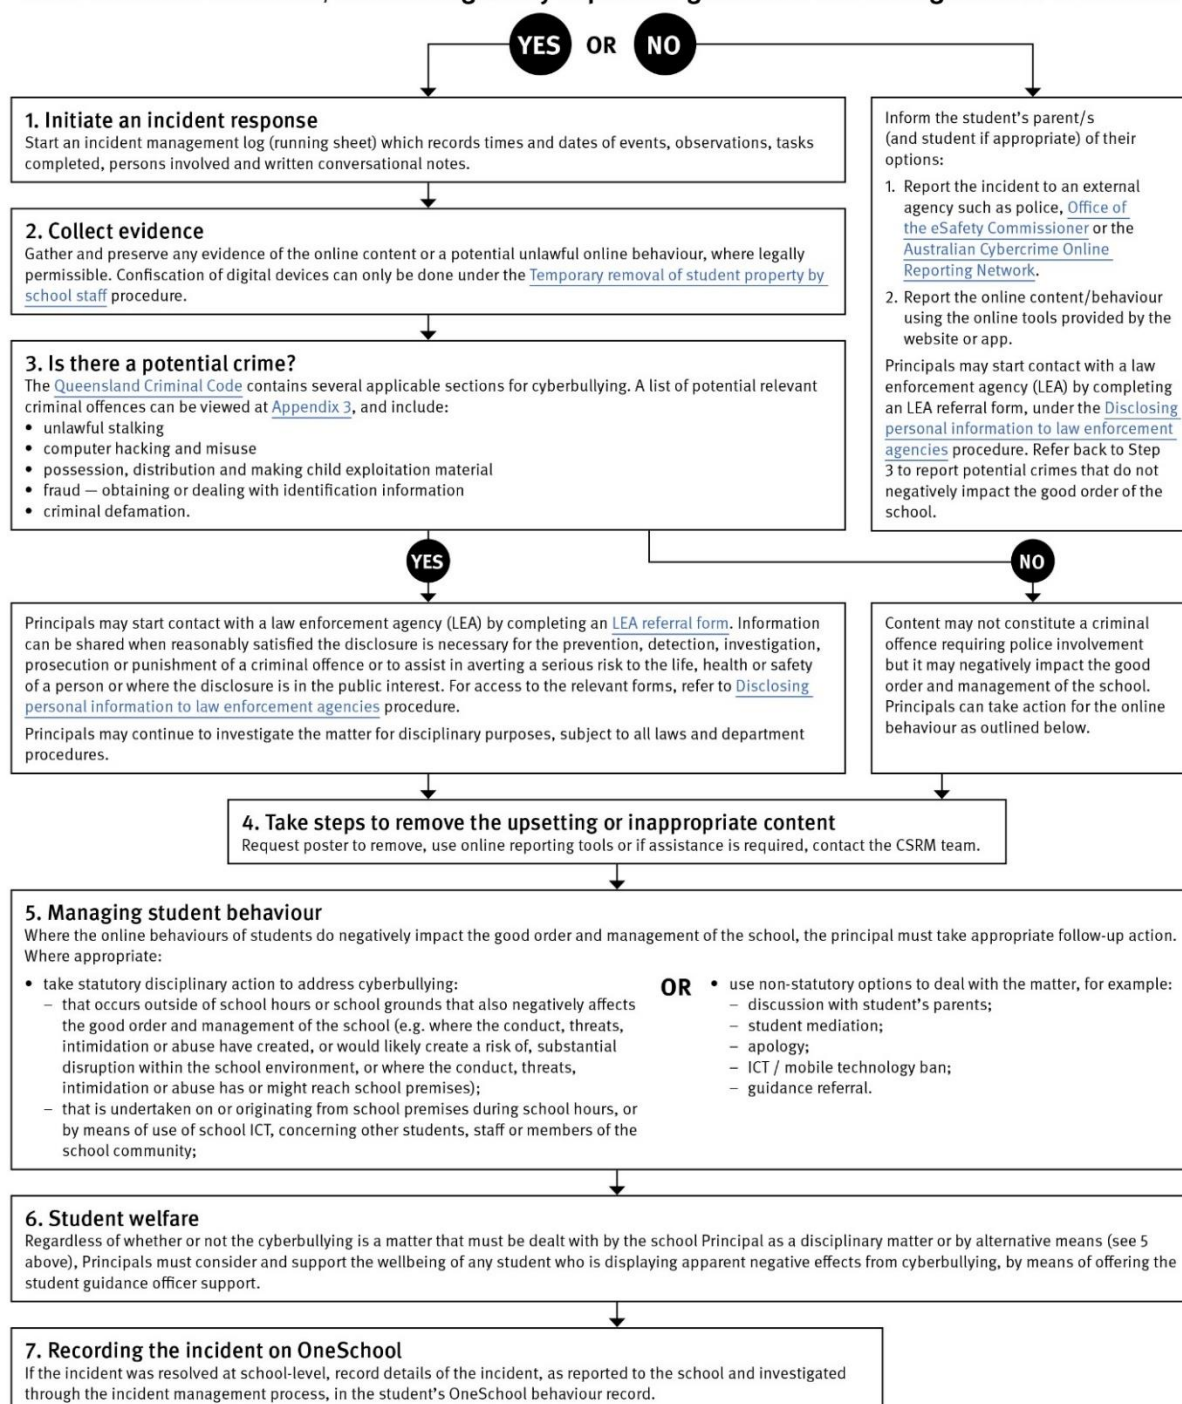 YES OR NO
1. Initiate an incident response
Start an incident management log (running sheet) which records times and dates of events, observations, tasks
completed, persons involved and written conversational notes.
2. Collect evidence
Gather and preserve any evidence of the online content or a potential unlawful online behaviour, where legally
permissible. Confiscation of digital devices can only be done under the Temporary removal of student property by
school staff procedure.
3. Is there a potential crime?
The Queensland Criminal Code contains several applicable sections for cyberbullying. A list of potential relevant
criminal offences can be viewed at Appendix 3, and include:
• unlawful stalking
• computer hacking and misuse
• possession, distribution and making child exploitation material
• fraud — obtaining or dealing with identification information
• criminal defamation.
Inform the student's parent/s
(and student if appropriate) of their
options:
1. Report the incident to an external
agency such as police, Office of
the eSafety Commissioner or the
Australian Cybercrime Online
Reporting Network.
2. Report the online content/behaviour
using the online tools provided by the
website or app.
Principals may start contact with a law
enforcement agency (LEA) by completing
an LEA referral form, under the Disclosing
personal information to law enforcement
agencies procedure. Refer back to Step
3 to report potential crimes that do not
negatively impact the good order of the
school.
YES
NO
Principals may start contact with a law enforcement agency (LEA) by completing an LEA referral form. Information
can be shared when reasonably satisfied the disclosure is necessary for the prevention, detection, investigation,
prosecution or punishment of a criminal offence or to assist in averting a serious risk to the life, health or safety
of a person or where the disclosure is in the public interest. For access to the relevant forms, refer to Disclosing
personal information to law enforcement agencies procedure.
Principals may continue to investigate the matter for disciplinary purposes, subject to all laws and department
procedures.
Content may not constitute a criminal
offence requiring police involvement
but it may negatively impact the good
order and management of the school.
Principals can take action for the online
behaviour as outlined below.
4. Take steps to remove the upsetting or inappropriate content
Request poster to remove, use online reporting tools or if assistance is required, contact the CSRM team.
5. Managing student behaviour
Where the online behaviours of students do negatively impact the good order and management of the school, the principal must take appropriate follow-up action.
Where appropriate:
• take statutory disciplinary action to address cyberbullying:
– that occurs outside of school hours or school grounds that also negatively affects
the good order and management of the school (e.g. where the conduct, threats,
intimidation or abuse have created, or would likely create a risk of, substantial
disruption within the school environment, or where the conduct, threats,
intimidation or abuse has or might reach school premises);
– that is undertaken on or originating from school premises during school hours, or
by means of use of school ICT, concerning other students, staff or members of the
school community;
OR
• use non-statutory options to deal with the matter, for example:
– discussion with student's parents;
– student mediation;
– apology;
– ICT / mobile technology ban;
– guidance referral.
6. Student welfare
Regardless of whether or not the cyberbullying is a matter that must be dealt with by the school Principal as a disciplinary matter or by alternative means (see 5
above), Principals must consider and support the wellbeing of any student who is displaying apparent negative effects from cyberbullying, by means of offering the
student guidance officer support.
7. Recording the incident on OneSchool
If the incident was resolved at school-level, record details of the incident, as reported to the school and investigated
through the incident management process, in the student's OneSchool behaviour record.